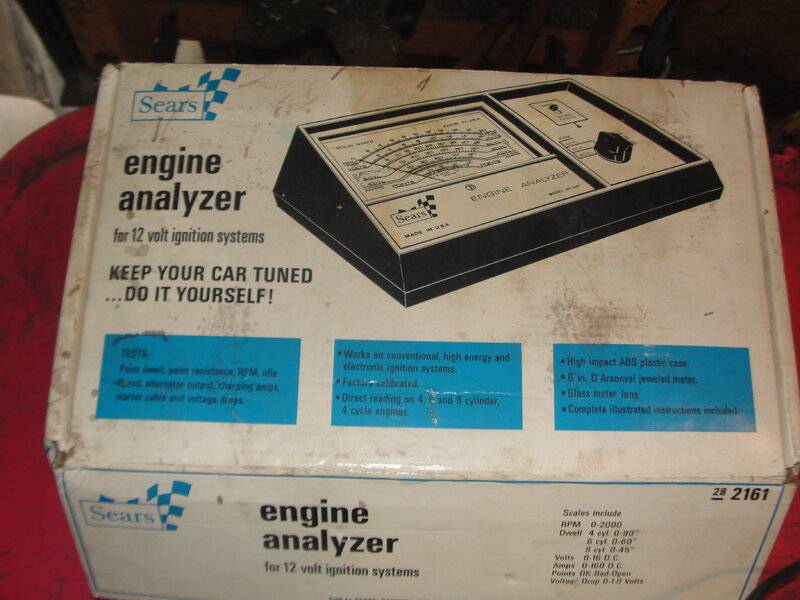 Sears
engine
analyzer
for 12 volt ignition systems
KEEP YOUR CAR TUNED
...DO IT YOURSELF!
SOLID STATE
ENGINE ANALYZER
Sears
MADE IN U.S.A.
TESTS:
Point dwell, point resistance, RPM, idle
speed, alternator output, charging amps,
starter cable and voltage drops.
• Works on conventional, high energy and
electronic ignition systems.
• Factory calibrated.
• Direct reading on 4, 6 and 8 cylinder,
4 cycle engines.
• High impact ABS plastic case.
• 6 in. D'Arsonval jeweled meter.
• Glass meter lens
• Complete illustrated instructions included.
Sears
engine
analyzer
for 12 volt ignition systems
28 2161
Scales include
RPM 0-2000
Dwell 4 cyl. 0-90°
6 cyl. 0-60°
8 cyl. 0-45°
Volts 0-16 D.C.
Amps 0-160 D.C.
Points OK-Bad-Open
Voltage Drop 0-1.0 Volts